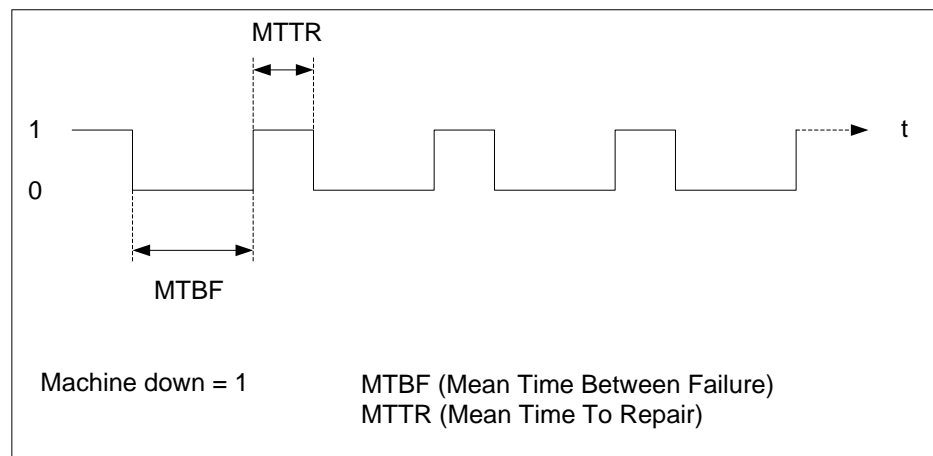 MTTR
1
t
0
MTBF
Machine down = 1
MTBF (Mean Time Between Failure)
MTTR (Mean Time To Repair)